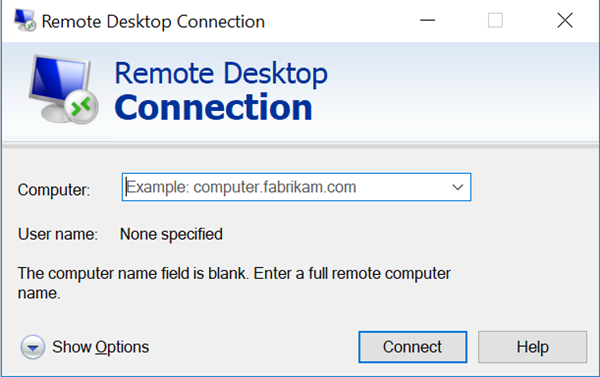 Remote Desktop Connection
Remote Desktop
Connection
Computer: Example: computer.fabrikam.com
User name: None specified
The computer name field is blank. Enter a full remote computer
name.
Show Options Connect Help